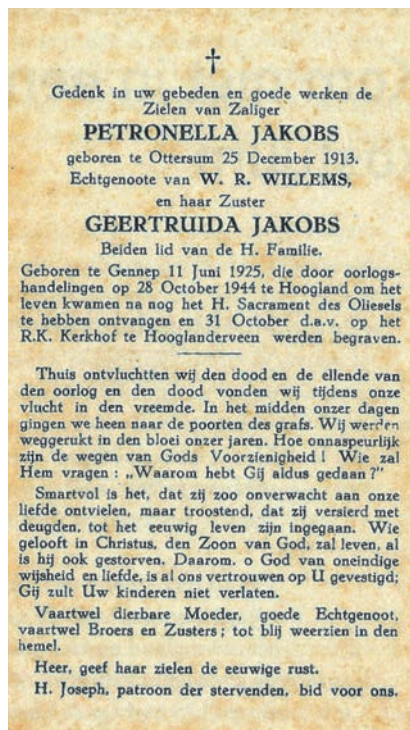 Gedenk in uw gebeden en goede werken de
Zielen van Zaliger
PETRONELLA JAKOBS
geboren te Ottersum 25 December 1913.
Echtgenoote van W. R. WILLEMS,
en haar Zuster
GEERTRUIDA JAKOBS
Beiden lid van de H. Familie.
Geboren te Gennep 11 Juni 1925, die door oorlogs-
handelingen op 28 October 1944 te Hoogland om het
leven kwamen na nog het H. Sacrament des Oliesels
te hebben ontvangen en 31 October d.a.v. op het
R.K. Kerkhof te Hooglanderveen werden begraven.
Thuis ontvluchtten wij den dood en de ellende van
den oorlog en den dood vonden wij tijdens onze
vlucht in den vreemde. In het midden onzer dagen
gingen we heen naar de poorten des grafs. Wij werden
weggerukt in den bloei onzer jaren. Hoe onnaspeurlijk
zijn de wegen van Gods Voorzienigheid! Wie zal
Hem vragen: „Waarom hebt Gij aldus gedaan?"
Smartvol is het, dat zij zoo onverwacht aan onze
liefde ontvielen, maar troostend, dat zij versierd met
deugden, tot het eeuwig leven zijn ingegaan. Wie
gelooft in Christus, den Zoon van God, zal leven, al
is hij ook gestorven. Daarom. o God van oneindige
wijsheid en liefde, is al ons vertrouwen op U gevestigd;
Gij zult Uw kinderen niet verlaten.
Vaartwel dierbare Moeder, goede Echtgenoot,
vaartwel Broers en Zusters; tot blij weerzien in den
hemel.
Heer, geef haar zielen de eeuwige rust.
H. Joseph, patroon der stervenden, bid voor ons.